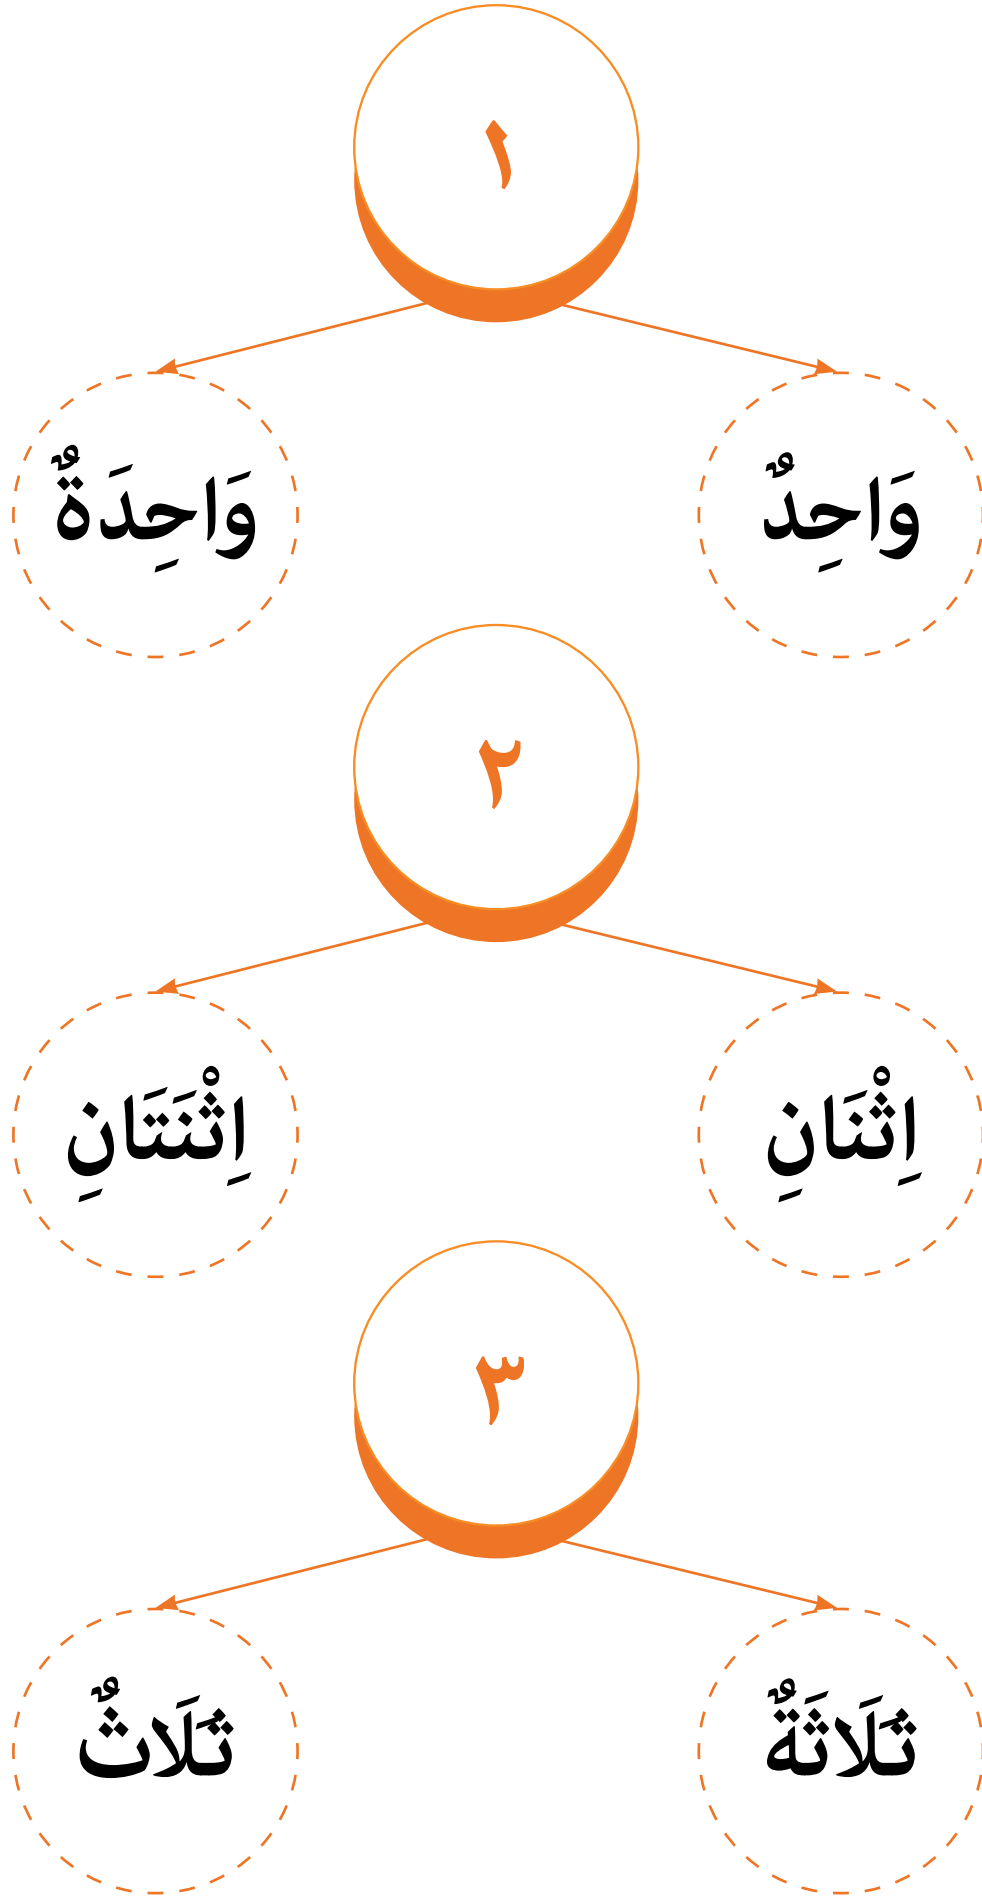 ١
وَاحِدٌ
وَاحِدَةٌ
٢
اِثْنَانِ
اِثْنَتَانِ
٣
ثَلَاثَةٌ
ثَلَاثٌ